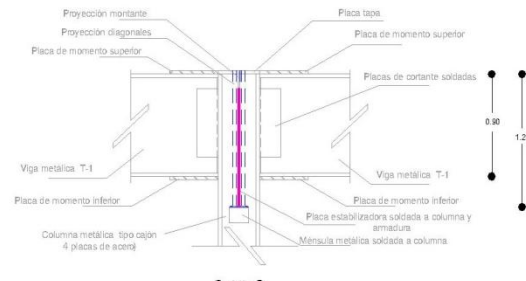 Proyección montante
Placa tapa
Proyección diagonales
Placa de momento superior
Placa de momento superior
Placas de cortante soldadas
0.90
1.2
Viga metálica T-1
Viga metálica T-1
Placa de momento inferior
Placa de momento inferior
Placa estabilizadora soldada a columna y
armadura
Columna metálica tipo cajón
4 placas de acero)
Ménsula metálica soldada a columna